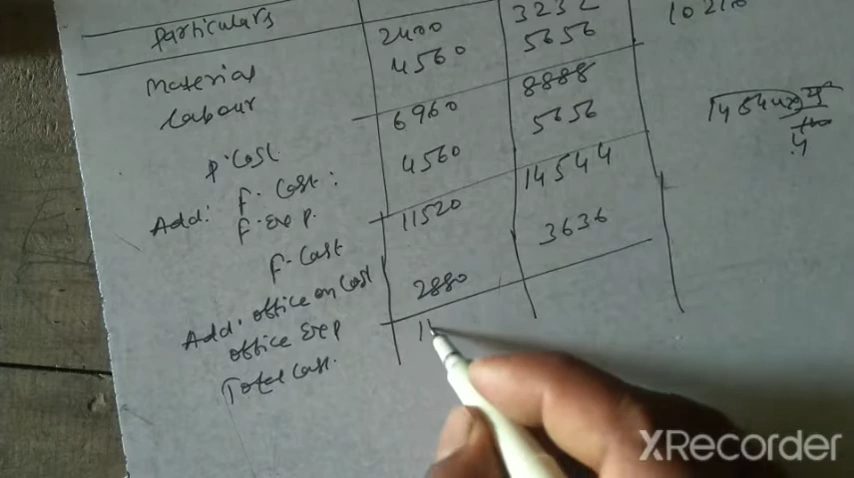 Particulars
Material 2400 3232 10210
Labour 4560 5656
P. Cost 6960 8888
Add: F. Cost: 4560 5656
F. Exp.
F. Cost 11520 14544
Add: office on Cost 2880 3636
office Exp
Total Cost. 1
XRecorder